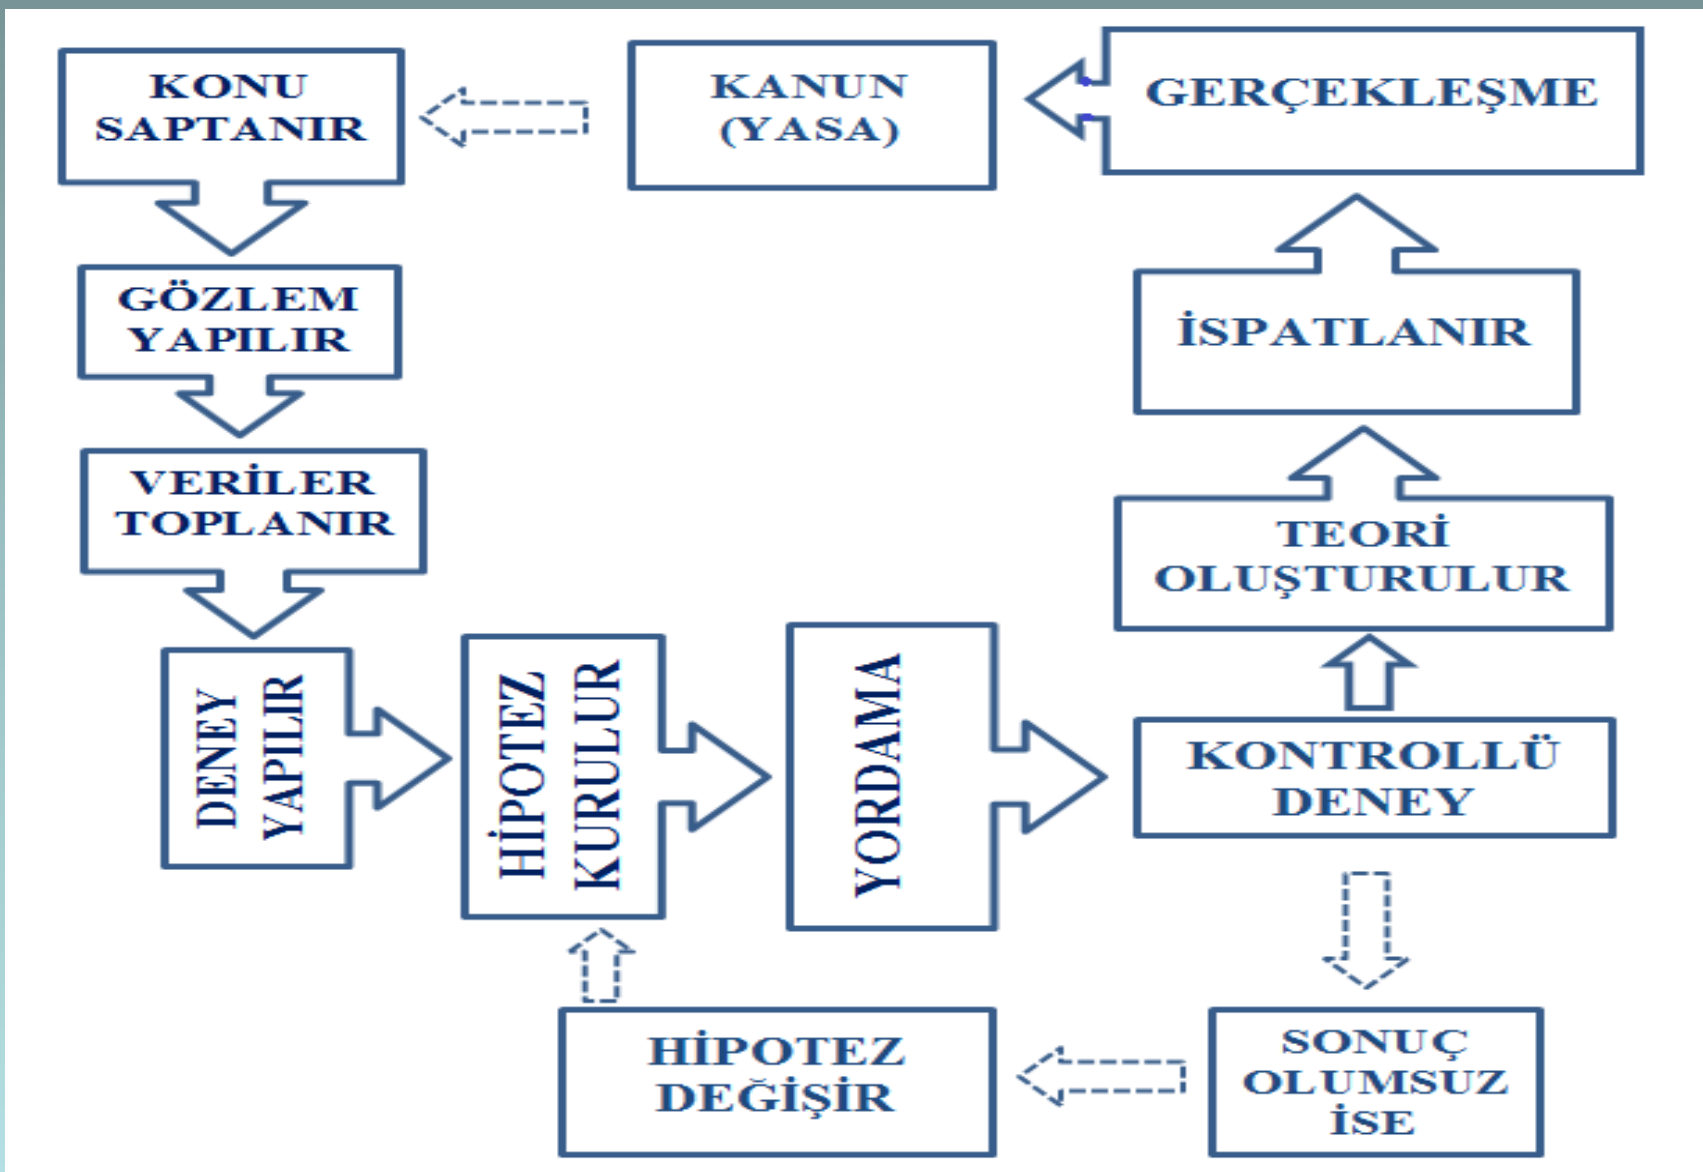 KONU
SAPTANIR
KANUN
(YASA)
GERÇEKLEŞME
GÖZLEM
YAPILIR
İSPATLANIR
VERİLER
TOPLANIR
TEORİ
OLUŞTURULUR
DENEY
YAPILIR
HİPOTEZ
KURULUR
YORDAMA
KONTROLLÜ
DENEY
HİPOTEZ
DEĞİŞİR
SONUÇ
OLUMSUZ
İSE